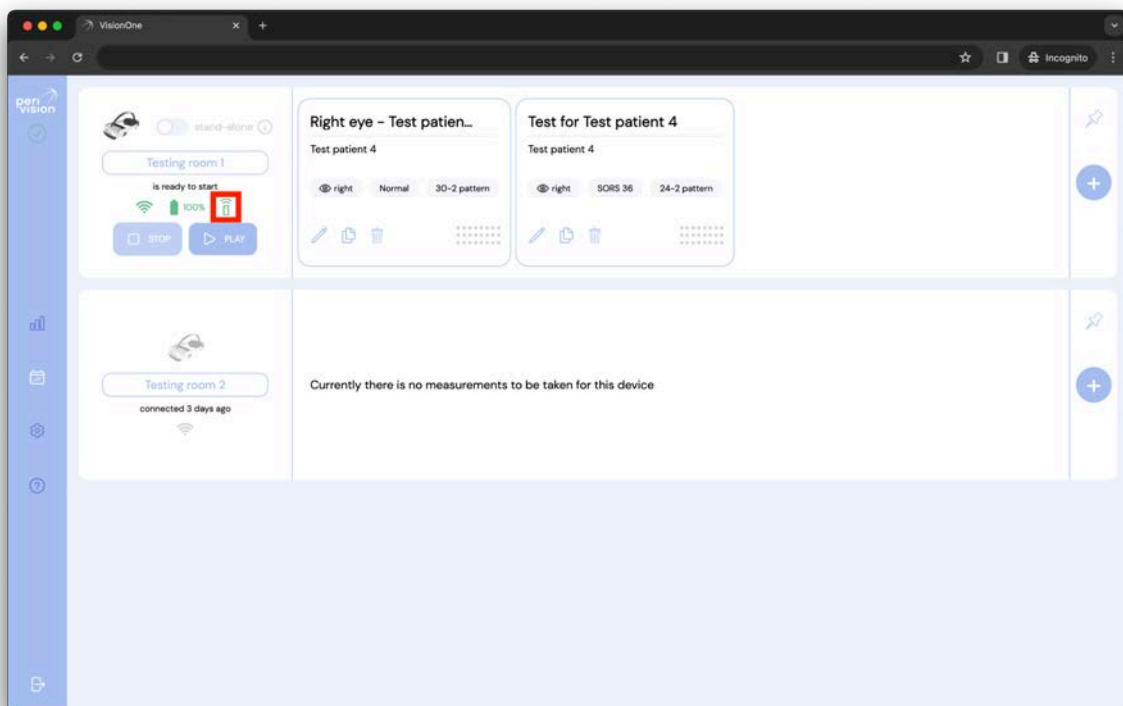 VisionOne
Incognito
peri
vision
stand-alone
Testing room 1
is ready to start
100%
STOP
PLAY
Right eye - Test patien...
Test patient 4
right
Normal
30-2 pattern
Test for Test patient 4
Test patient 4
right
SORS 36
24-2 pattern
Testing room 2
connected 3 days ago
Currently there is no measurements to be taken for this device